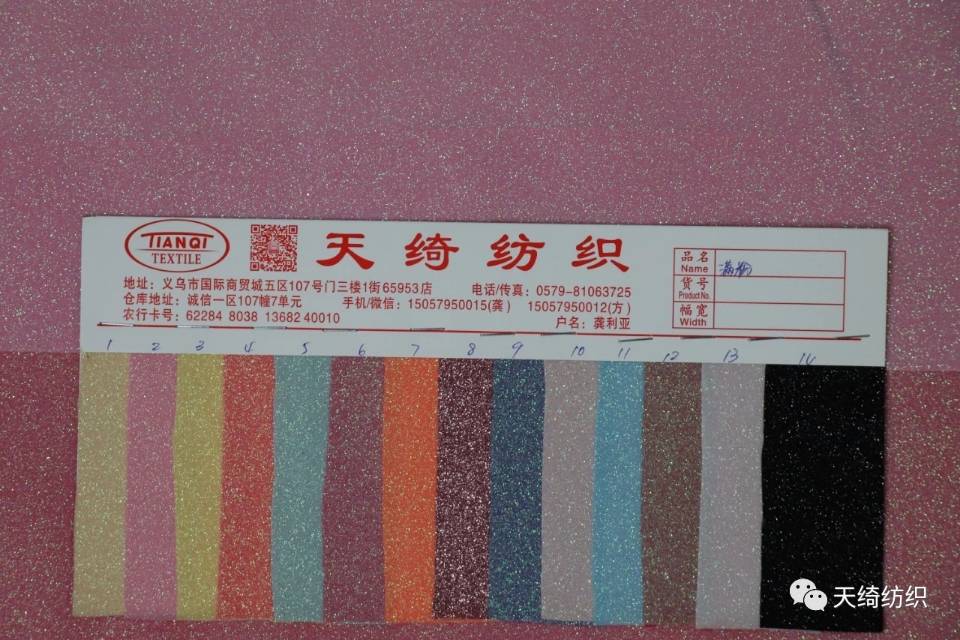 TIANQI
TEXTILE
天绮纺织
地址：义乌市国际商贸城五区107号门三楼1街65953店 电话/传真：0579-81063725
仓库地址：诚信一区107幢7单元 手机/微信：15057950015(龚) 15057950012(方)
农行卡号：62284 8038 13682 40010 户名：龚利亚
品名
Name
货号
Product No.
幅宽
Width
1 2 3 4 5 6 7 8 9 10 11 12 13 14
天绮纺织